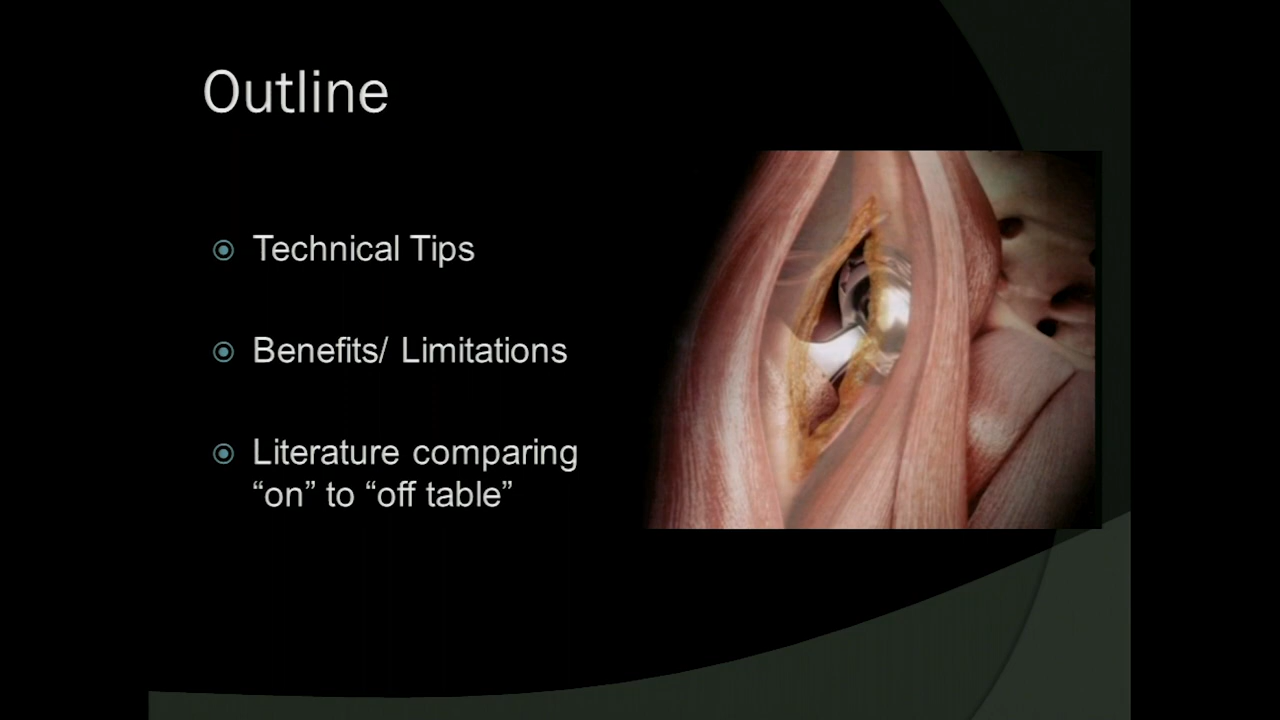 Outline
Technical Tips
Benefits/ Limitations
Literature comparing
“on” to “off table”